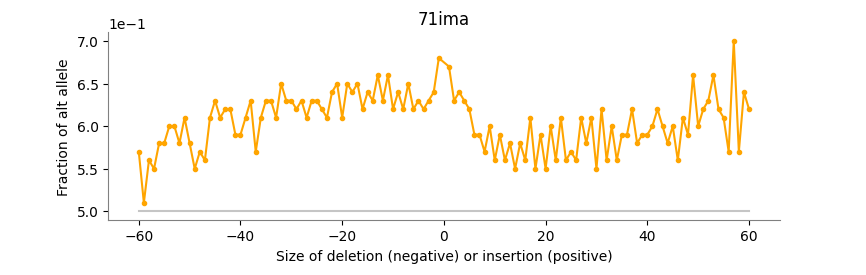 71ima
1e−1
7.0
6.5
6.0
5.5
5.0
Fraction of alt allele
−60 −40 −20 0 20 40 60
Size of deletion (negative) or insertion (positive)